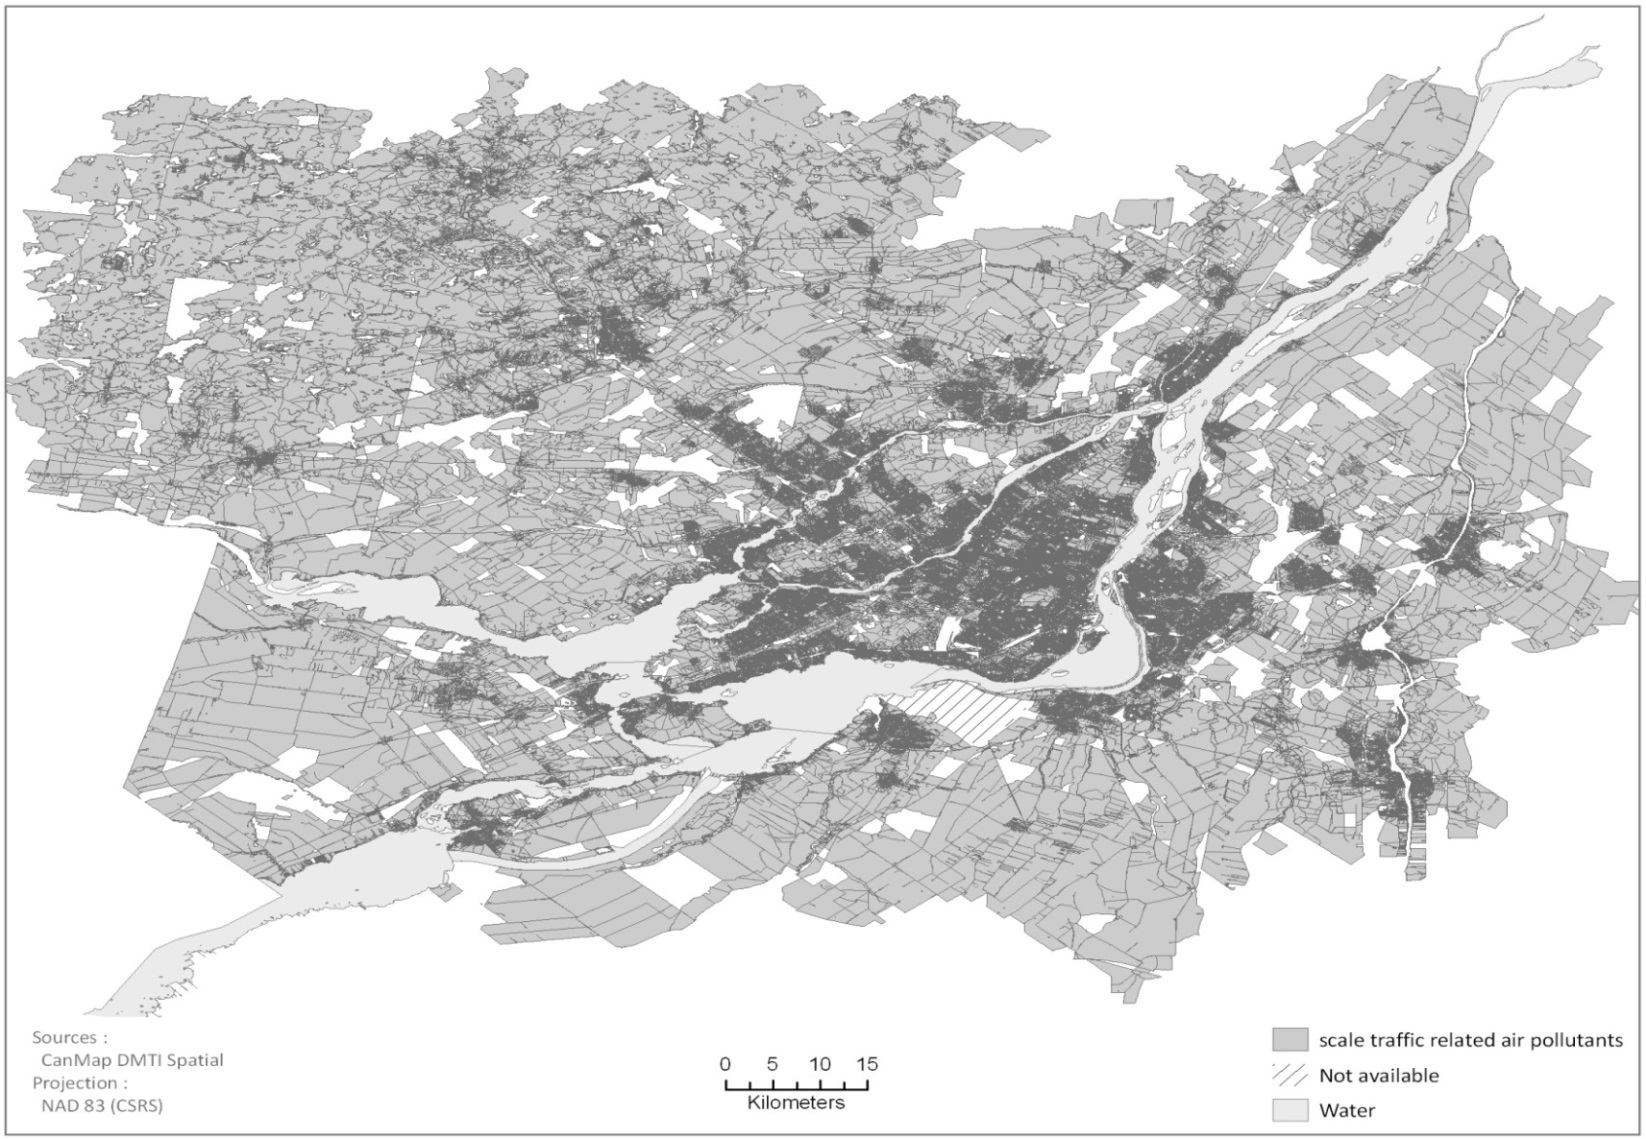 Sources :
CanMap DMTI Spatial
Projection :
NAD 83 (CSRS)
0 5 10 15
Kilometers
scale traffic related air pollutants
Not available
Water